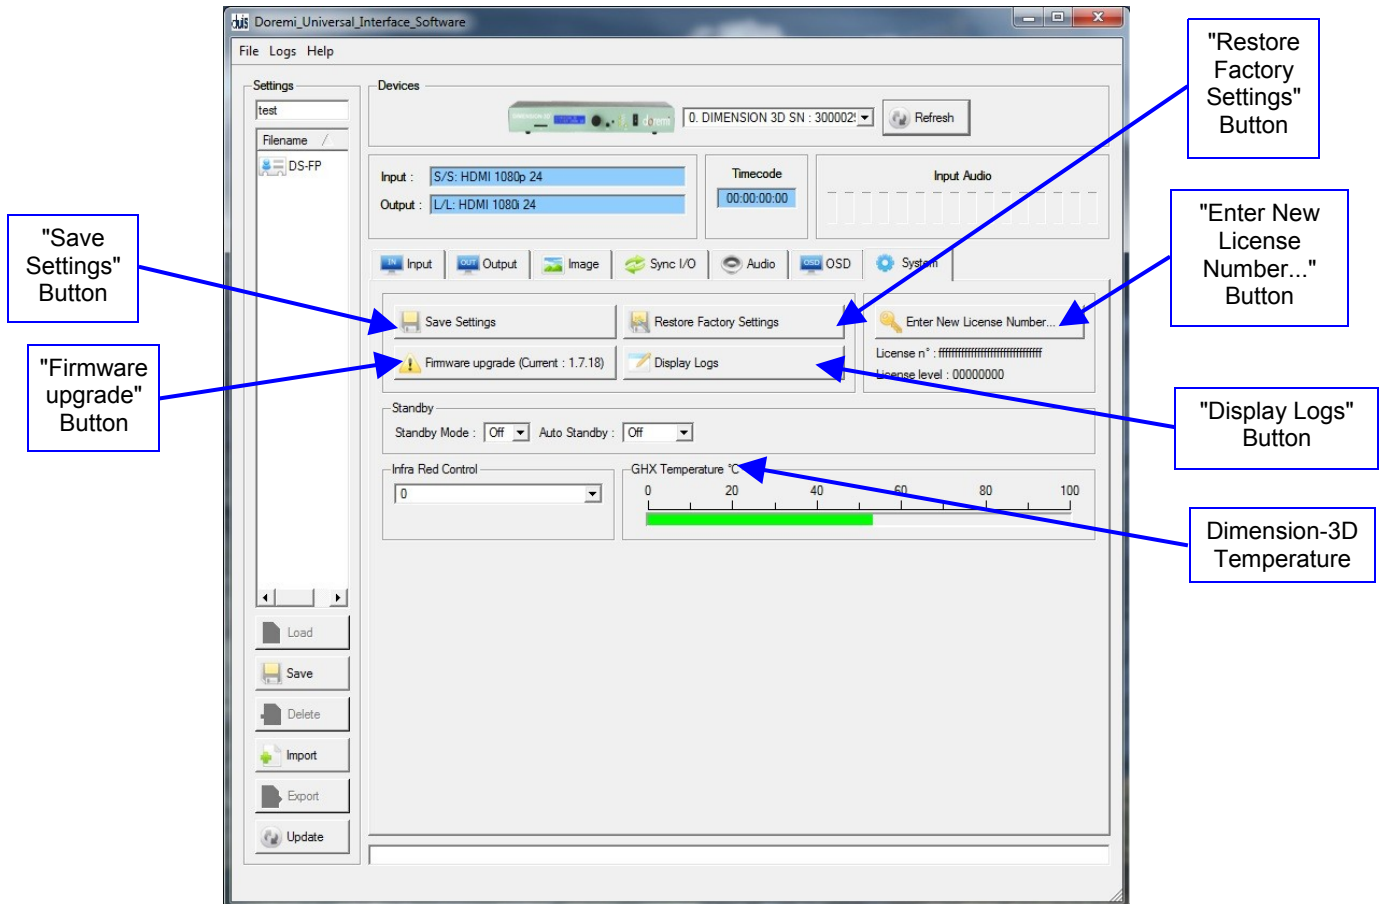 duis Doremi_Universal_Interface_Software
File Logs Help
"Restore
Factory
Settings"
Button
Settings
test
Filename
DS-FP
Devices
doremi
0. DIMENSION 3D SN : 300002
Refresh
Input : S/S: HDMI 1080p 24
Output : L/L: HDMI 1080i 24
Timecode
00:00:00:00
Input Audio
"Enter New
License
Number..."
Button
"Save
Settings"
Button
IN Input
OUT Output
Image
Sync I/O
Audio
OSD OSD
System
Save Settings
Restore Factory Settings
Enter New License Number...
Firmware upgrade (Current : 1.7.18)
Display Logs
License n° : ffffffffffffffffffffffffffffffff
License level : 00000000
"Firmware
upgrade"
Button
"Display Logs"
Button
Standby
Standby Mode : Off
Auto Standby : Off
Infra Red Control
0
GHX Temperature °C
0 20 40 60 80 100
Dimension-3D
Temperature
Load
Save
Delete
Import
Export
Update